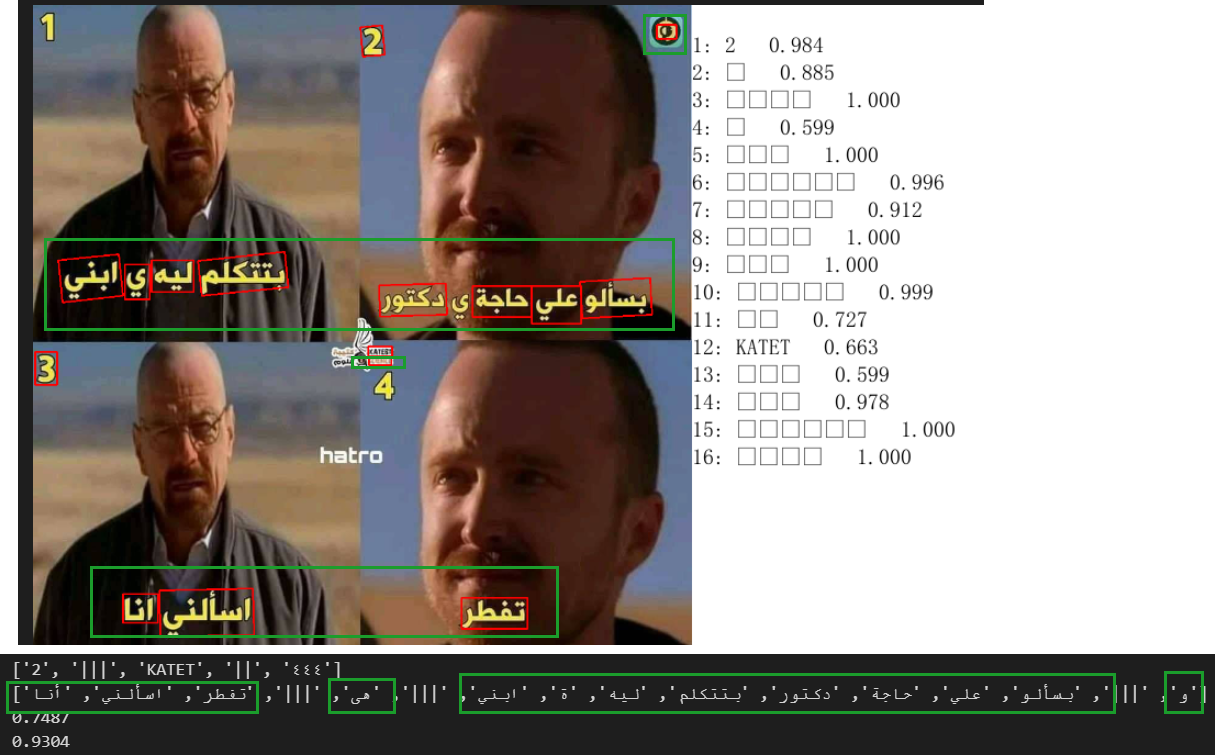 1
2
بتتكلم ليه ي ابني
بسألو علي حاجة ي دكتور
3
KATET
4
hatro
اسألني انا
تفطر
1: 2 0.984
2: □ 0.885
3: □□□□ 1.000
4: □ 0.599
5: □□□ 1.000
6: □□□□□□ 0.996
7: □□□□□ 0.912
8: □□□□ 1.000
9: □□□ 1.000
10: □□□□□ 0.999
11: □□ 0.727
12: KATET 0.663
13: □□□ 0.599
14: □□□ 0.978
15: □□□□□□ 1.000
16: □□□□ 1.000
['2', '|||', 'KATET', '||', '٤٤٤']
['و', '|||', 'بسألو', 'علي', 'حاجة', 'دكتور', 'بتتكلم', 'ليه', 'ة', 'ابني', '|||', 'هى', '|||', 'تفطر', 'اسألني', 'أنا']
0.7487
0.9304